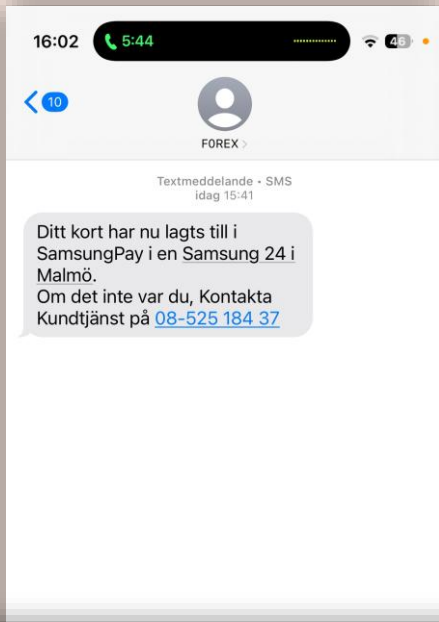 16:02 5:44 46
10
F0REX
Textmeddelande • SMS
idag 15:41
Ditt kort har nu lagts till i
SamsungPay i en Samsung 24 i
Malmö.
Om det inte var du, Kontakta
Kundtjänst på 08-525 184 37